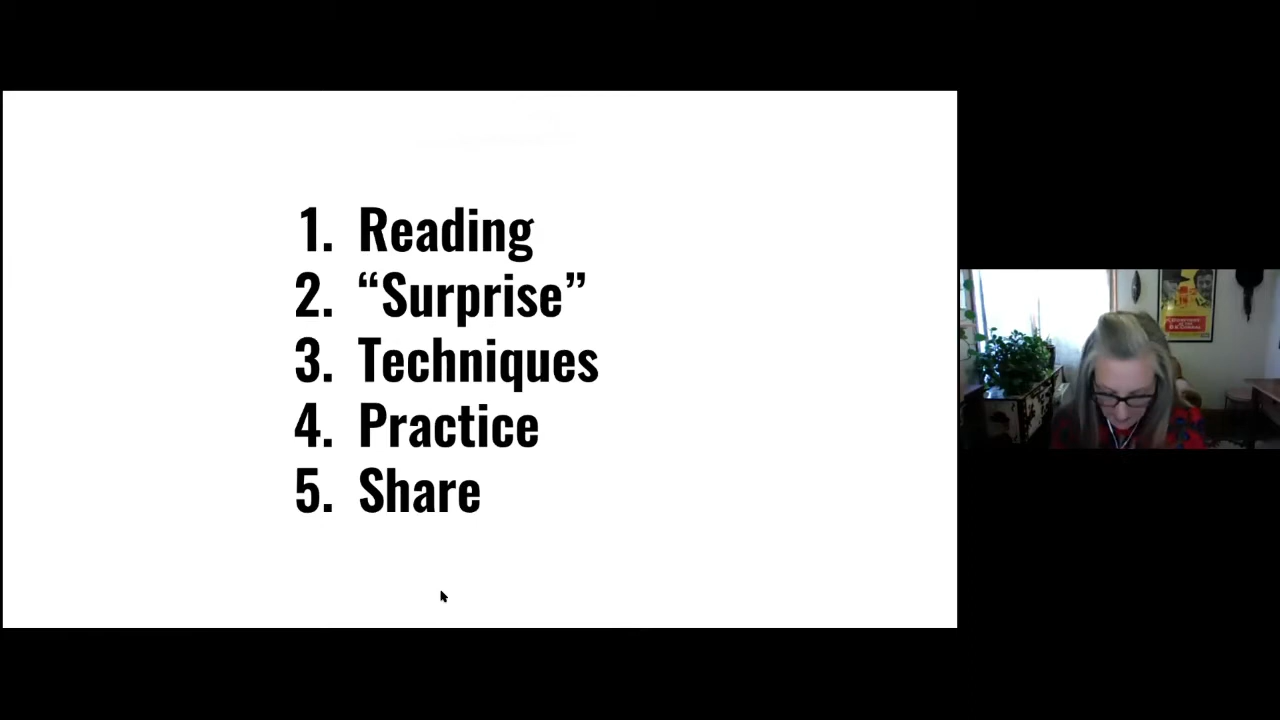 1. Reading
2. “Surprise”
3. Techniques
4. Practice
5. Share